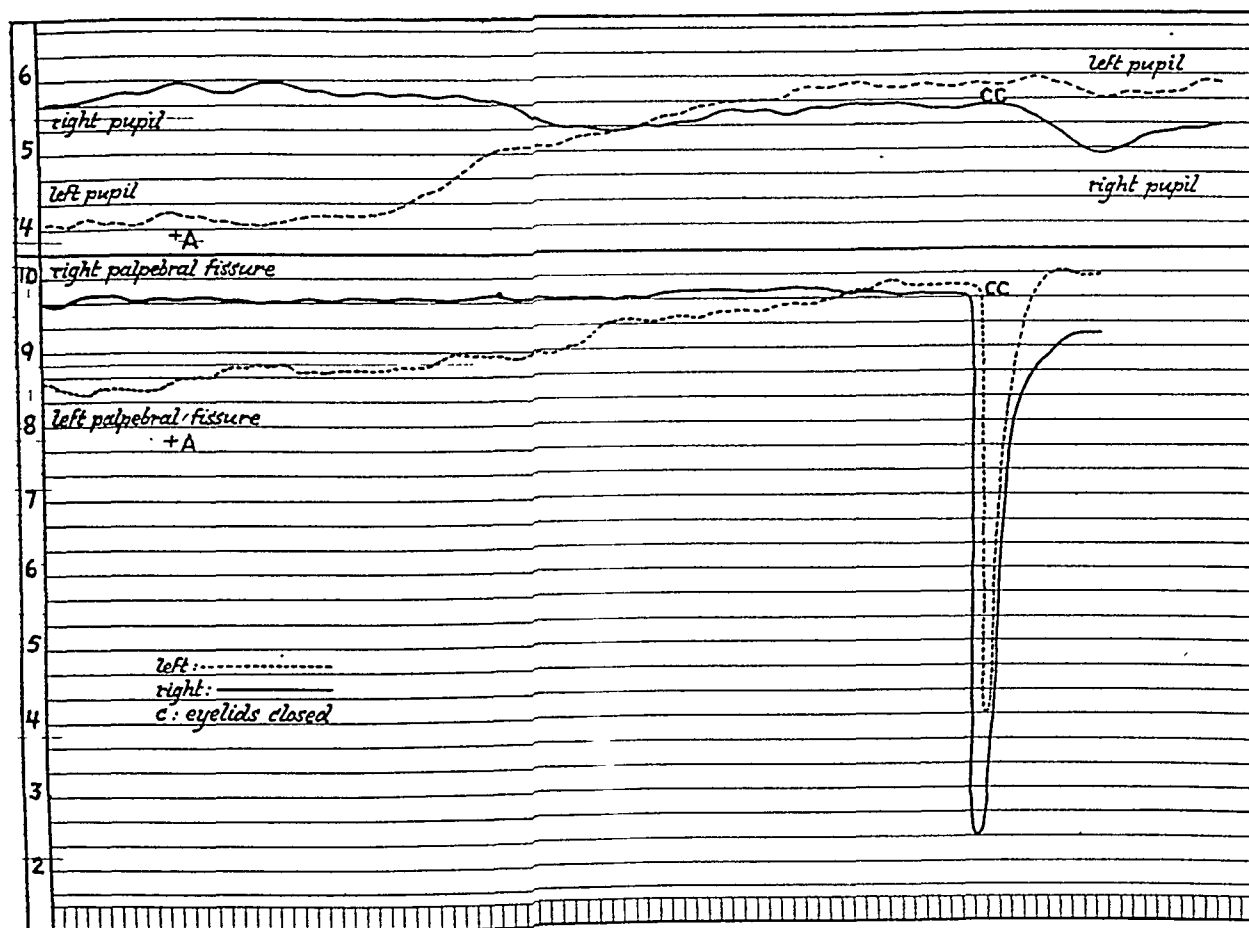 6
left pupil
CC
right pupil
5
left pupil
right pupil
4
+A
10
right palpebral fissure
CC
9
8
left palpebral fissure
+A
7
6
5
left:
right:
c: eyelids closed
4
3
2